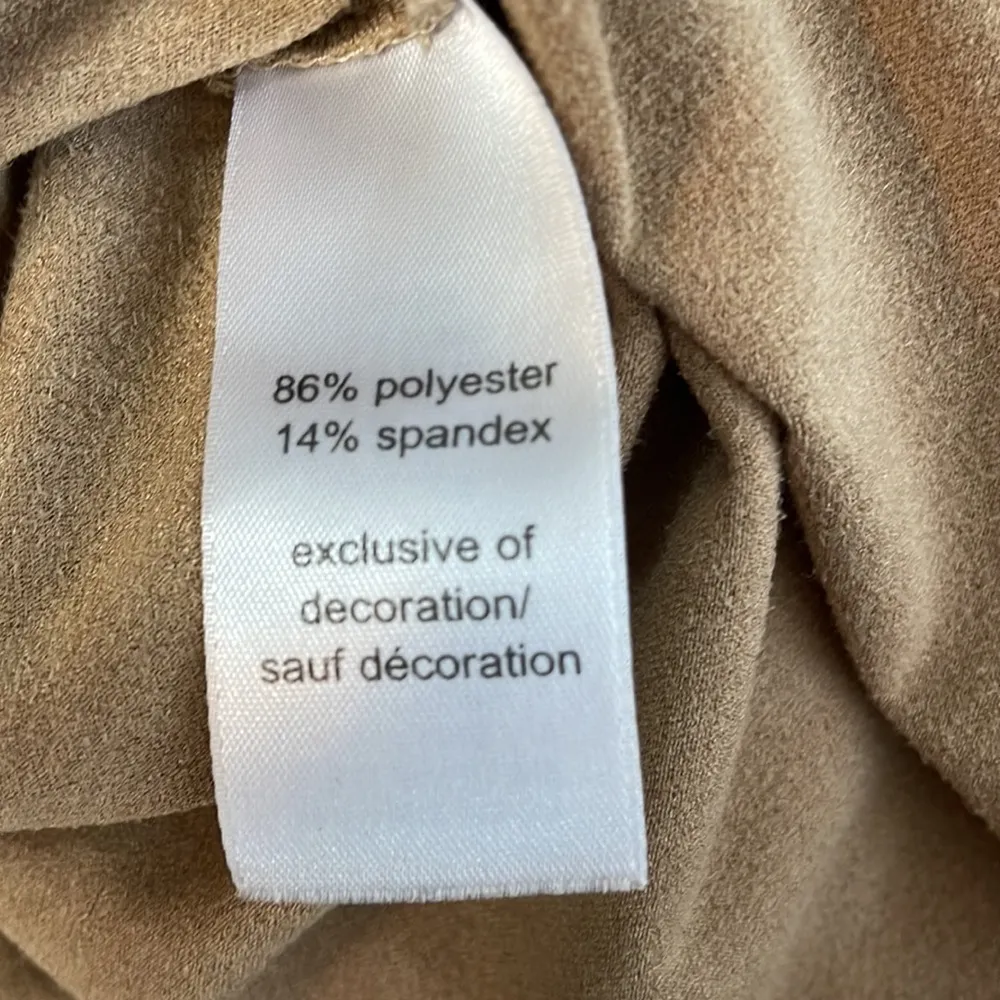 86% polyester
14% spandex
exclusive of
decoration/
sauf décoration